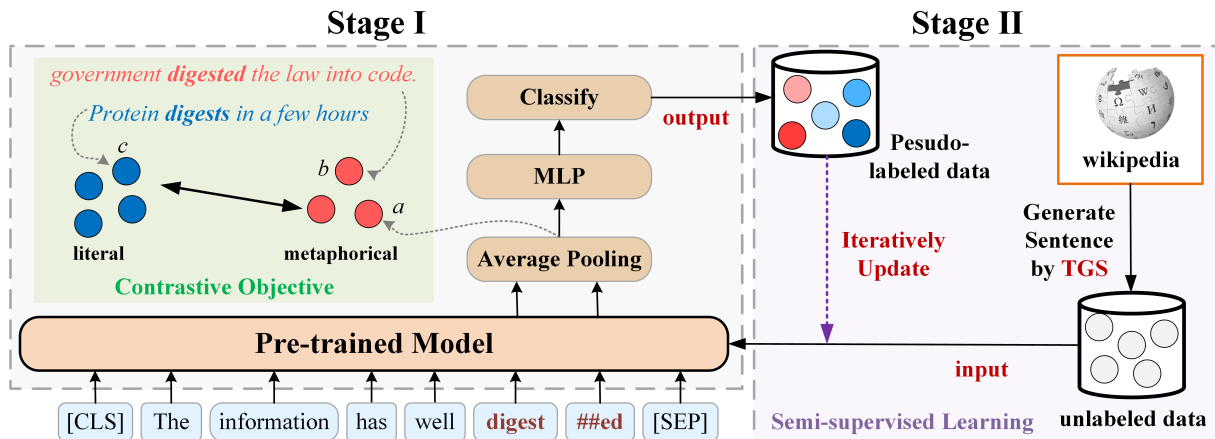 Stage I
Stage II
government digested the law into code.
Protein digests in a few hours
c
b
a
literal
metaphorical
Contrastive Objective
Classify
MLP
Average Pooling
output
Pre-trained Model
[CLS]
The
information
has
well
digest
##ed
[SEP]
Pesudo-
labeled data
Iteratively
Update
wikipedia
Generate
Sentence
by TGS
input
unlabeled data
Semi-supervised Learning